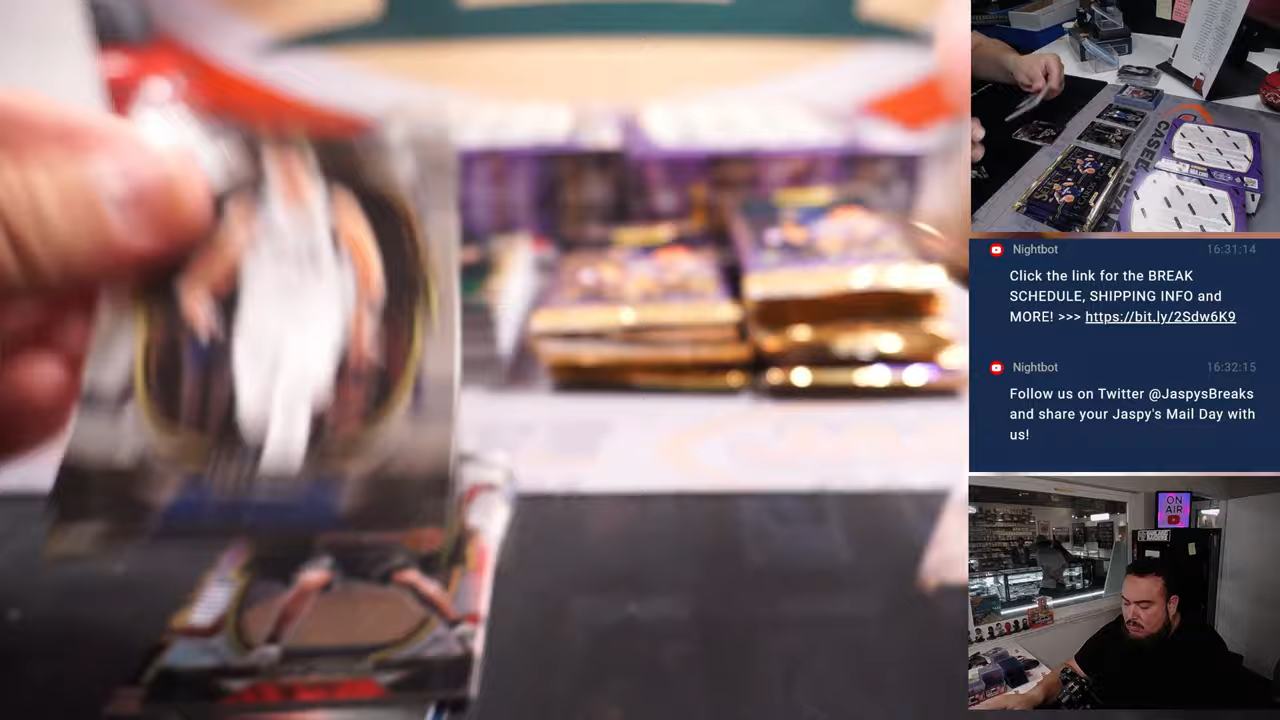 Nightbot 16:31:14
Click the link for the BREAK
SCHEDULE, SHIPPING INFO and
MORE! >>> https://bit.ly/2Sdw6K9
Nightbot 16:32:15
Follow us on Twitter @JaspysBreaks
and share your Jaspy's Mail Day with
us!
ON
AIR